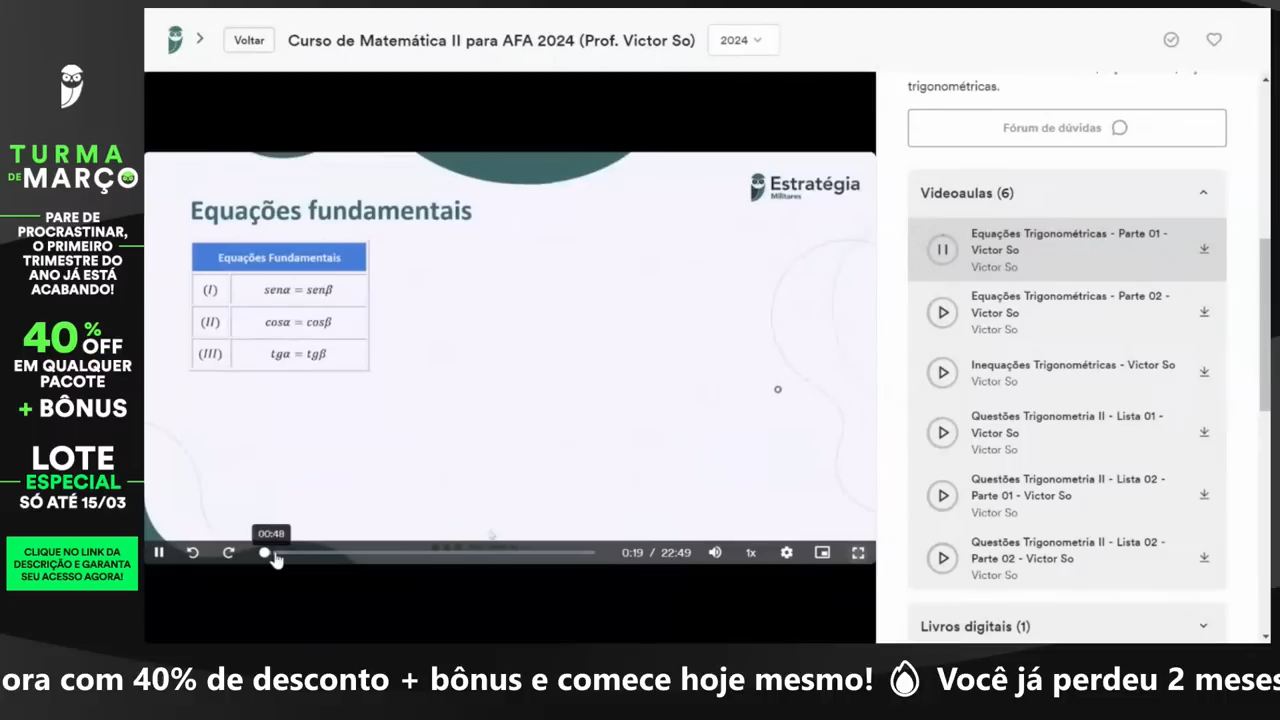 Voltar
Curso de Matemática II para AFA 2024 (Prof. Victor So)
2024
TURMA
DE MARÇO
PARE DE
PROCRASTINAR,
O PRIMEIRO
TRIMESTRE DO
ANO JÁ ESTÁ
ACABANDO!
40% OFF
EM QUALQUER
PACOTE
+ BÔNUS
LOTE
ESPECIAL
SÓ ATÉ 15/03
CLIQUE NO LINK DA
DESCRIÇÃO E GARANTA
SEU ACESSO AGORA!
Estratégia
Militares
Equações fundamentais
Equações Fundamentais
(I) senα = senβ
(II) cosα = cosβ
(III) tgα = tgβ
00:48
0:19 / 22:49
1x
trigonométricas.
Fórum de dúvidas
Videoaulas (6)
Equações Trigonométricas - Parte 01 -
Victor So
Victor So
Equações Trigonométricas - Parte 02 -
Victor So
Victor So
Inequações Trigonométricas - Victor So
Victor So
Questões Trigonometria II - Lista 01 -
Victor So
Victor So
Questões Trigonometria II - Lista 02 -
Parte 01 - Victor So
Victor So
Questões Trigonometria II - Lista 02 -
Parte 02 - Victor So
Victor So
Livros digitais (1)
ora com 40% de desconto + bônus e comece hoje mesmo! Você já perdeu 2 meses